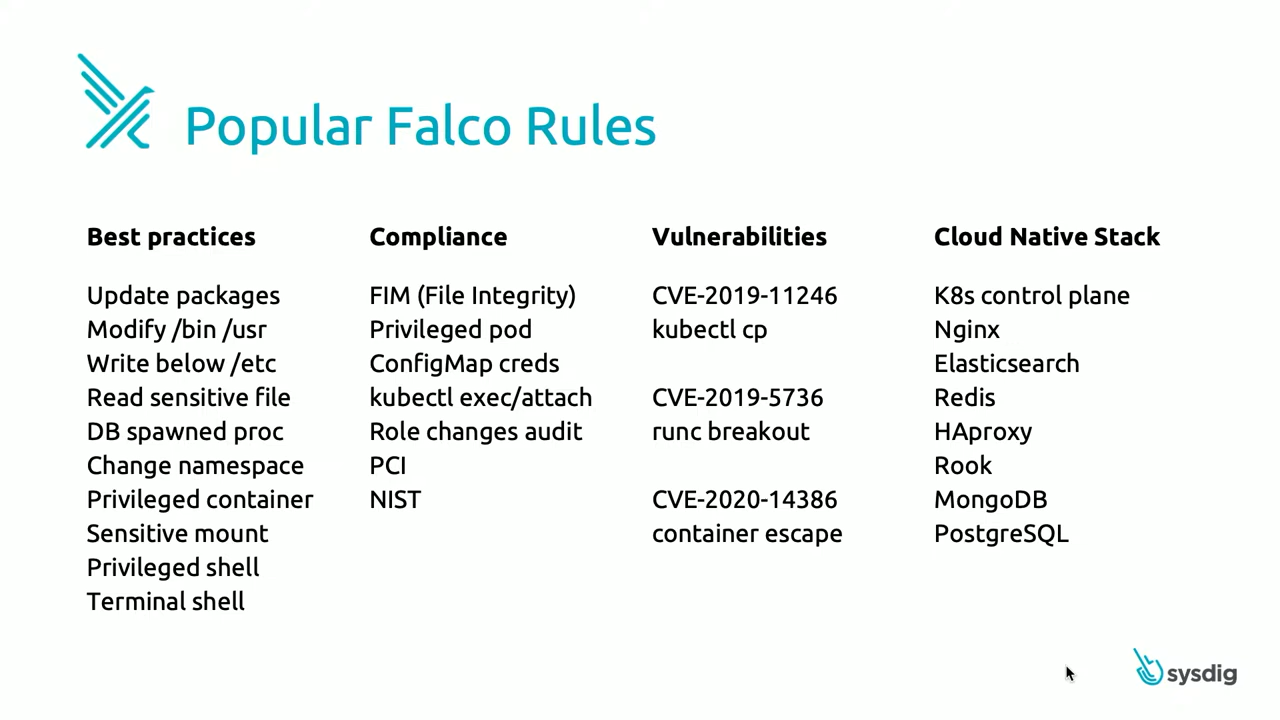 Popular Falco Rules
Best practices
Update packages
Modify /bin /usr
Write below /etc
Read sensitive file
DB spawned proc
Change namespace
Privileged container
Sensitive mount
Privileged shell
Terminal shell
Compliance
FIM (File Integrity)
Privileged pod
ConfigMap creds
kubectl exec/attach
Role changes audit
PCI
NIST
Vulnerabilities
CVE-2019-11246
kubectl cp
CVE-2019-5736
runc breakout
CVE-2020-14386
container escape
Cloud Native Stack
K8s control plane
Nginx
Elasticsearch
Redis
HAproxy
Rook
MongoDB
PostgreSQL
sysdig